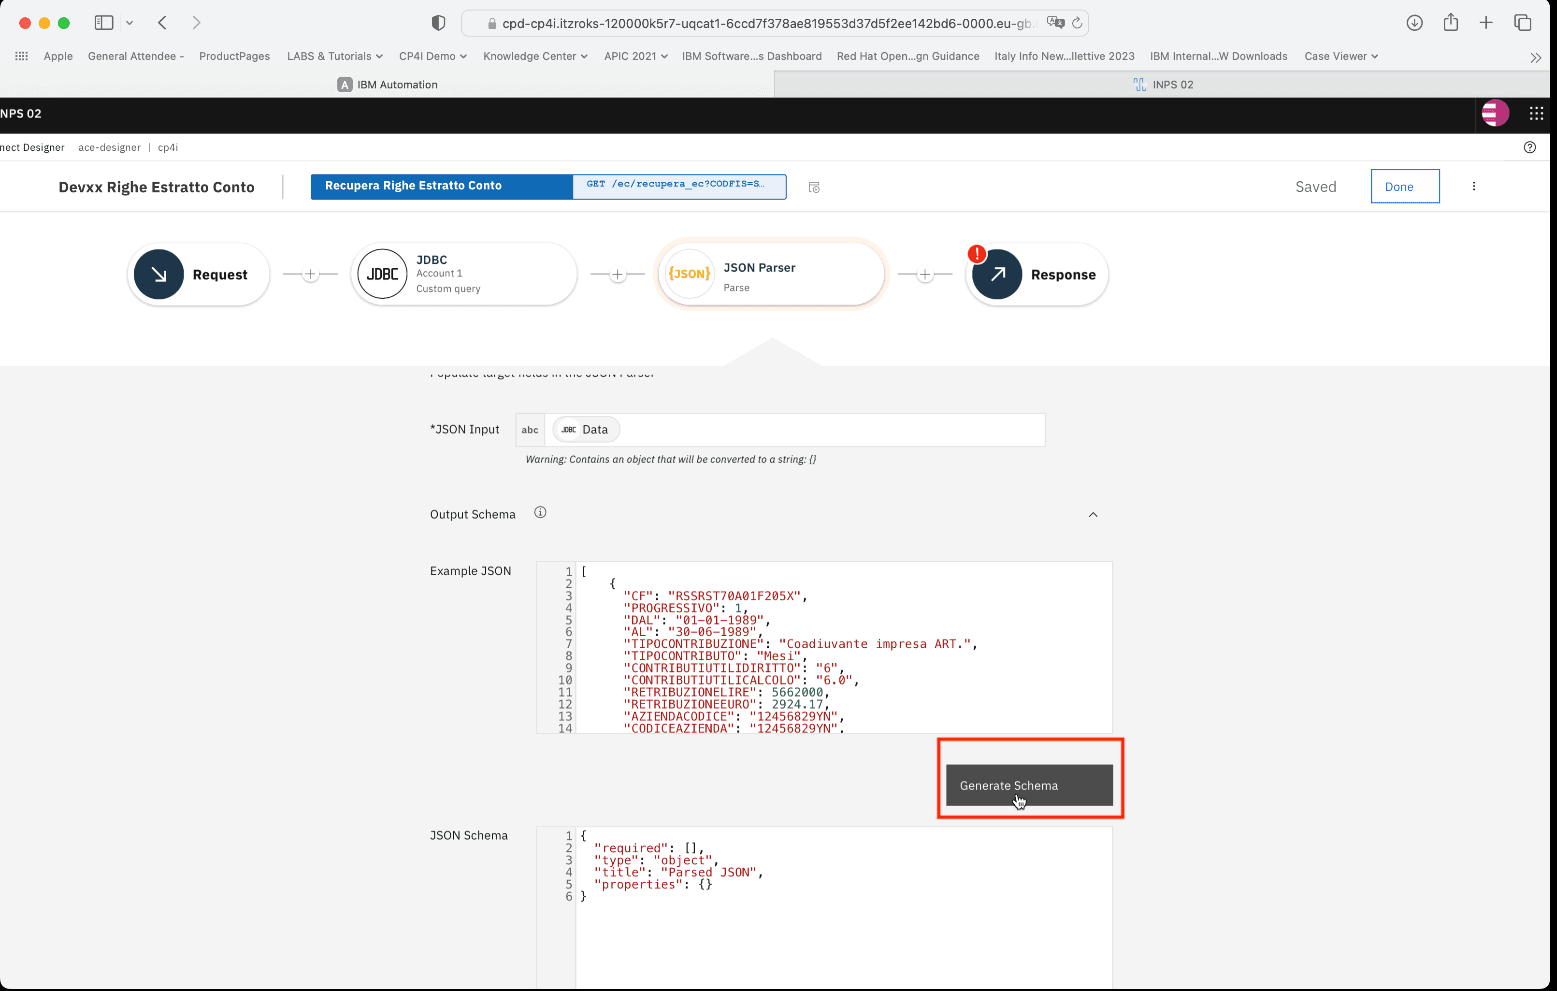 cpd-cp4i.itzroks-120000k5r7-uqcat1-6ccd7f378ae819553d37d5f2ee142bd6-0000.eu-gb.
Apple General Attendee - ProductPages LABS & Tutorials CP4I Demo Knowledge Center APIC 2021 IBM Software...s Dashboard Red Hat Open...gn Guidance Italy Info New...llettive 2023 IBM Internal...W Downloads Case Viewer
A IBM Automation INPS 02
NPS 02
nect Designer ace-designer | cp4i
Devxx Righe Estratto Conto Recupera Righe Estratto Conto GET /ec/recupera_ec?CODFIS=S… Saved Done
Request
JDBC JDBC
Account 1
Custom query
{JSON} JSON Parser
Parse
! Response
Populate target fields in the JSON Parser
*JSON Input abc JDBC Data
Warning: Contains an object that will be converted to a string: {}
Output Schema
Example JSON
1 [
2 {
3 "CF": "RSSRST70A01F205X",
4 "PROGRESSIVO": 1,
5 "DAL": "01-01-1989",
6 "AL": "30-06-1989",
7 "TIPOCONTRIBUZIONE": "Coadiuvante impresa ART.",
8 "TIPOCONTRIBUTO": "Mesi",
9 "CONTRIBUTIUTILIDIRITTO": "6",
10 "CONTRIBUTIUTILICALCOLO": "6.0",
11 "RETRIBUZIONELIRE": 5662000,
12 "RETRIBUZIONEEURO": 2924.17,
13 "AZIENDACODICE": "12456829YN",
14 "CODICEAZIENDA": "12456829YN",
Generate Schema
JSON Schema
1 {
2 "required": [],
3 "type": "object",
4 "title": "Parsed JSON",
5 "properties": {}
6 }